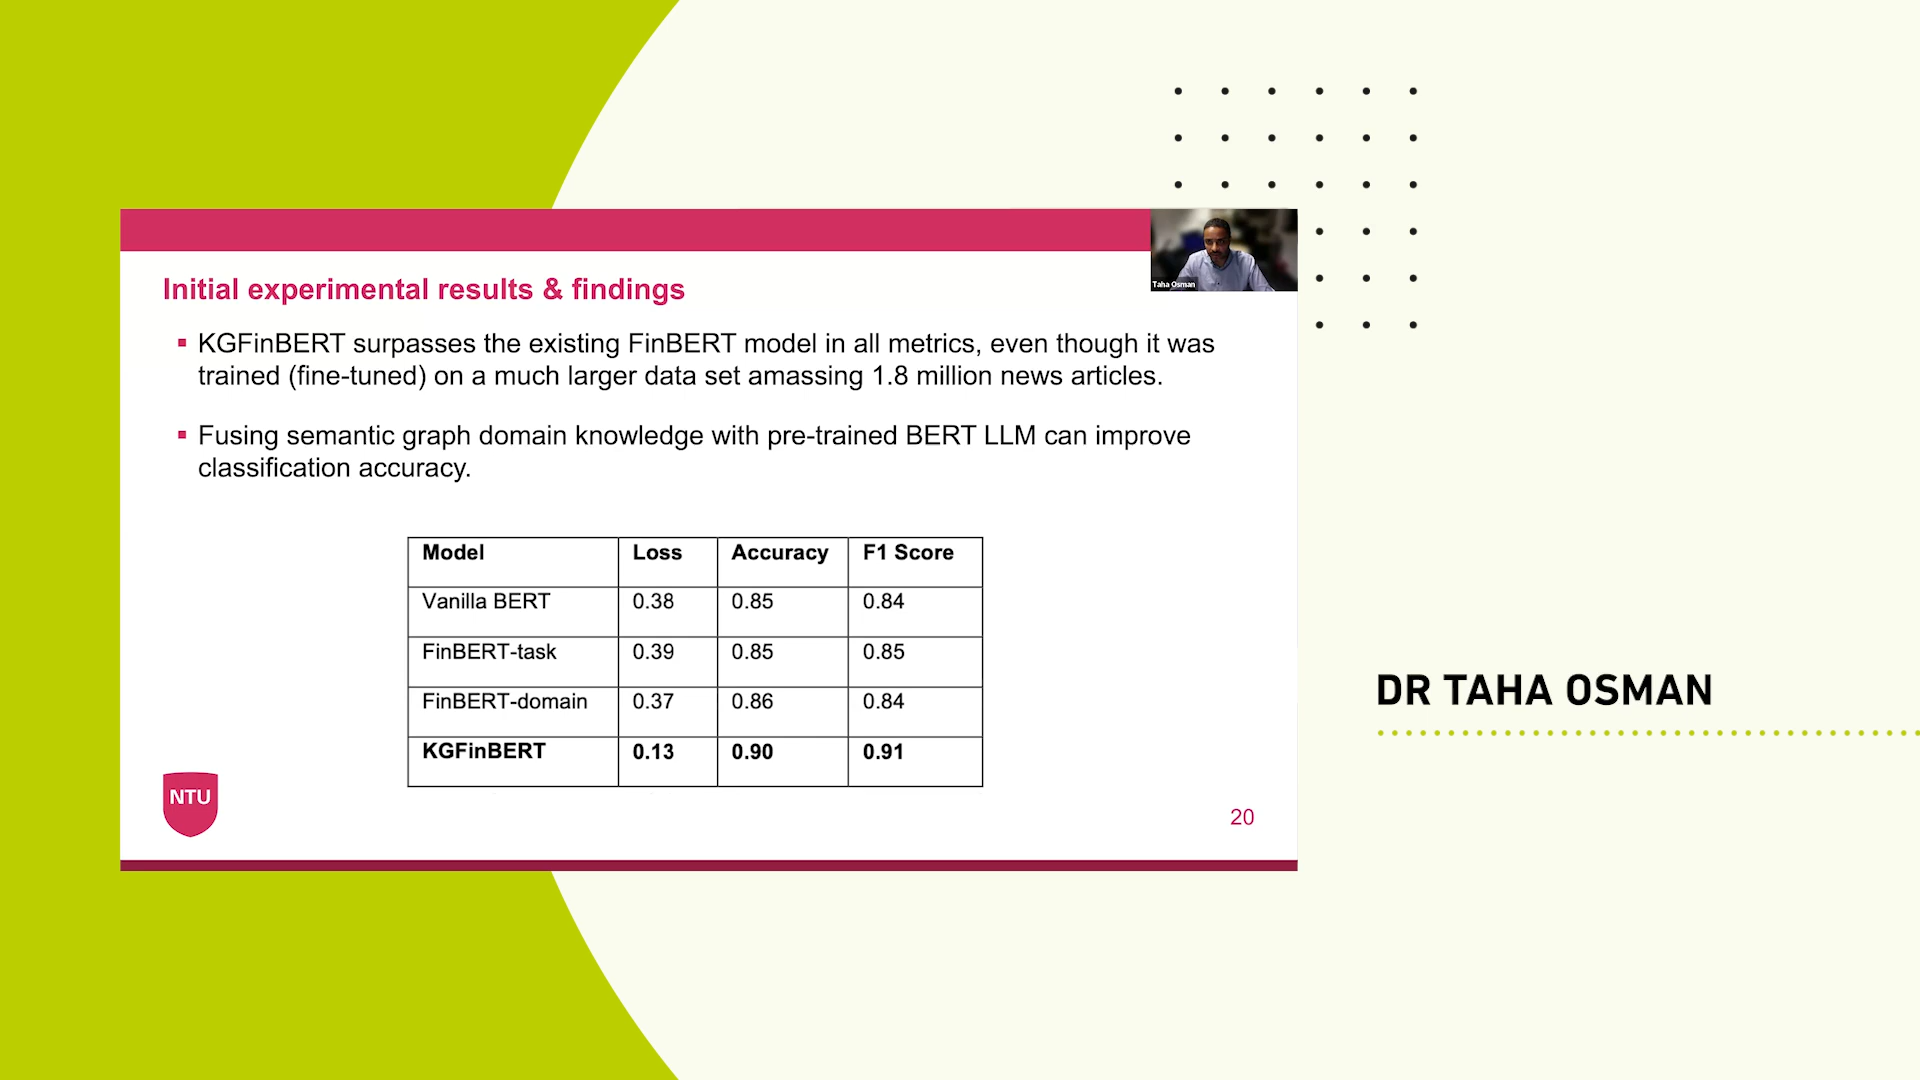 Taha Osman
Initial experimental results & findings
KGFinBERT surpasses the existing FinBERT model in all metrics, even though it was
trained (fine-tuned) on a much larger data set amassing 1.8 million news articles.
Fusing semantic graph domain knowledge with pre-trained BERT LLM can improve
classification accuracy.
Model Loss Accuracy F1 Score
Vanilla BERT 0.38 0.85 0.84
FinBERT-task 0.39 0.85 0.85
FinBERT-domain 0.37 0.86 0.84
KGFinBERT 0.13 0.90 0.91
NTU
20
DR TAHA OSMAN